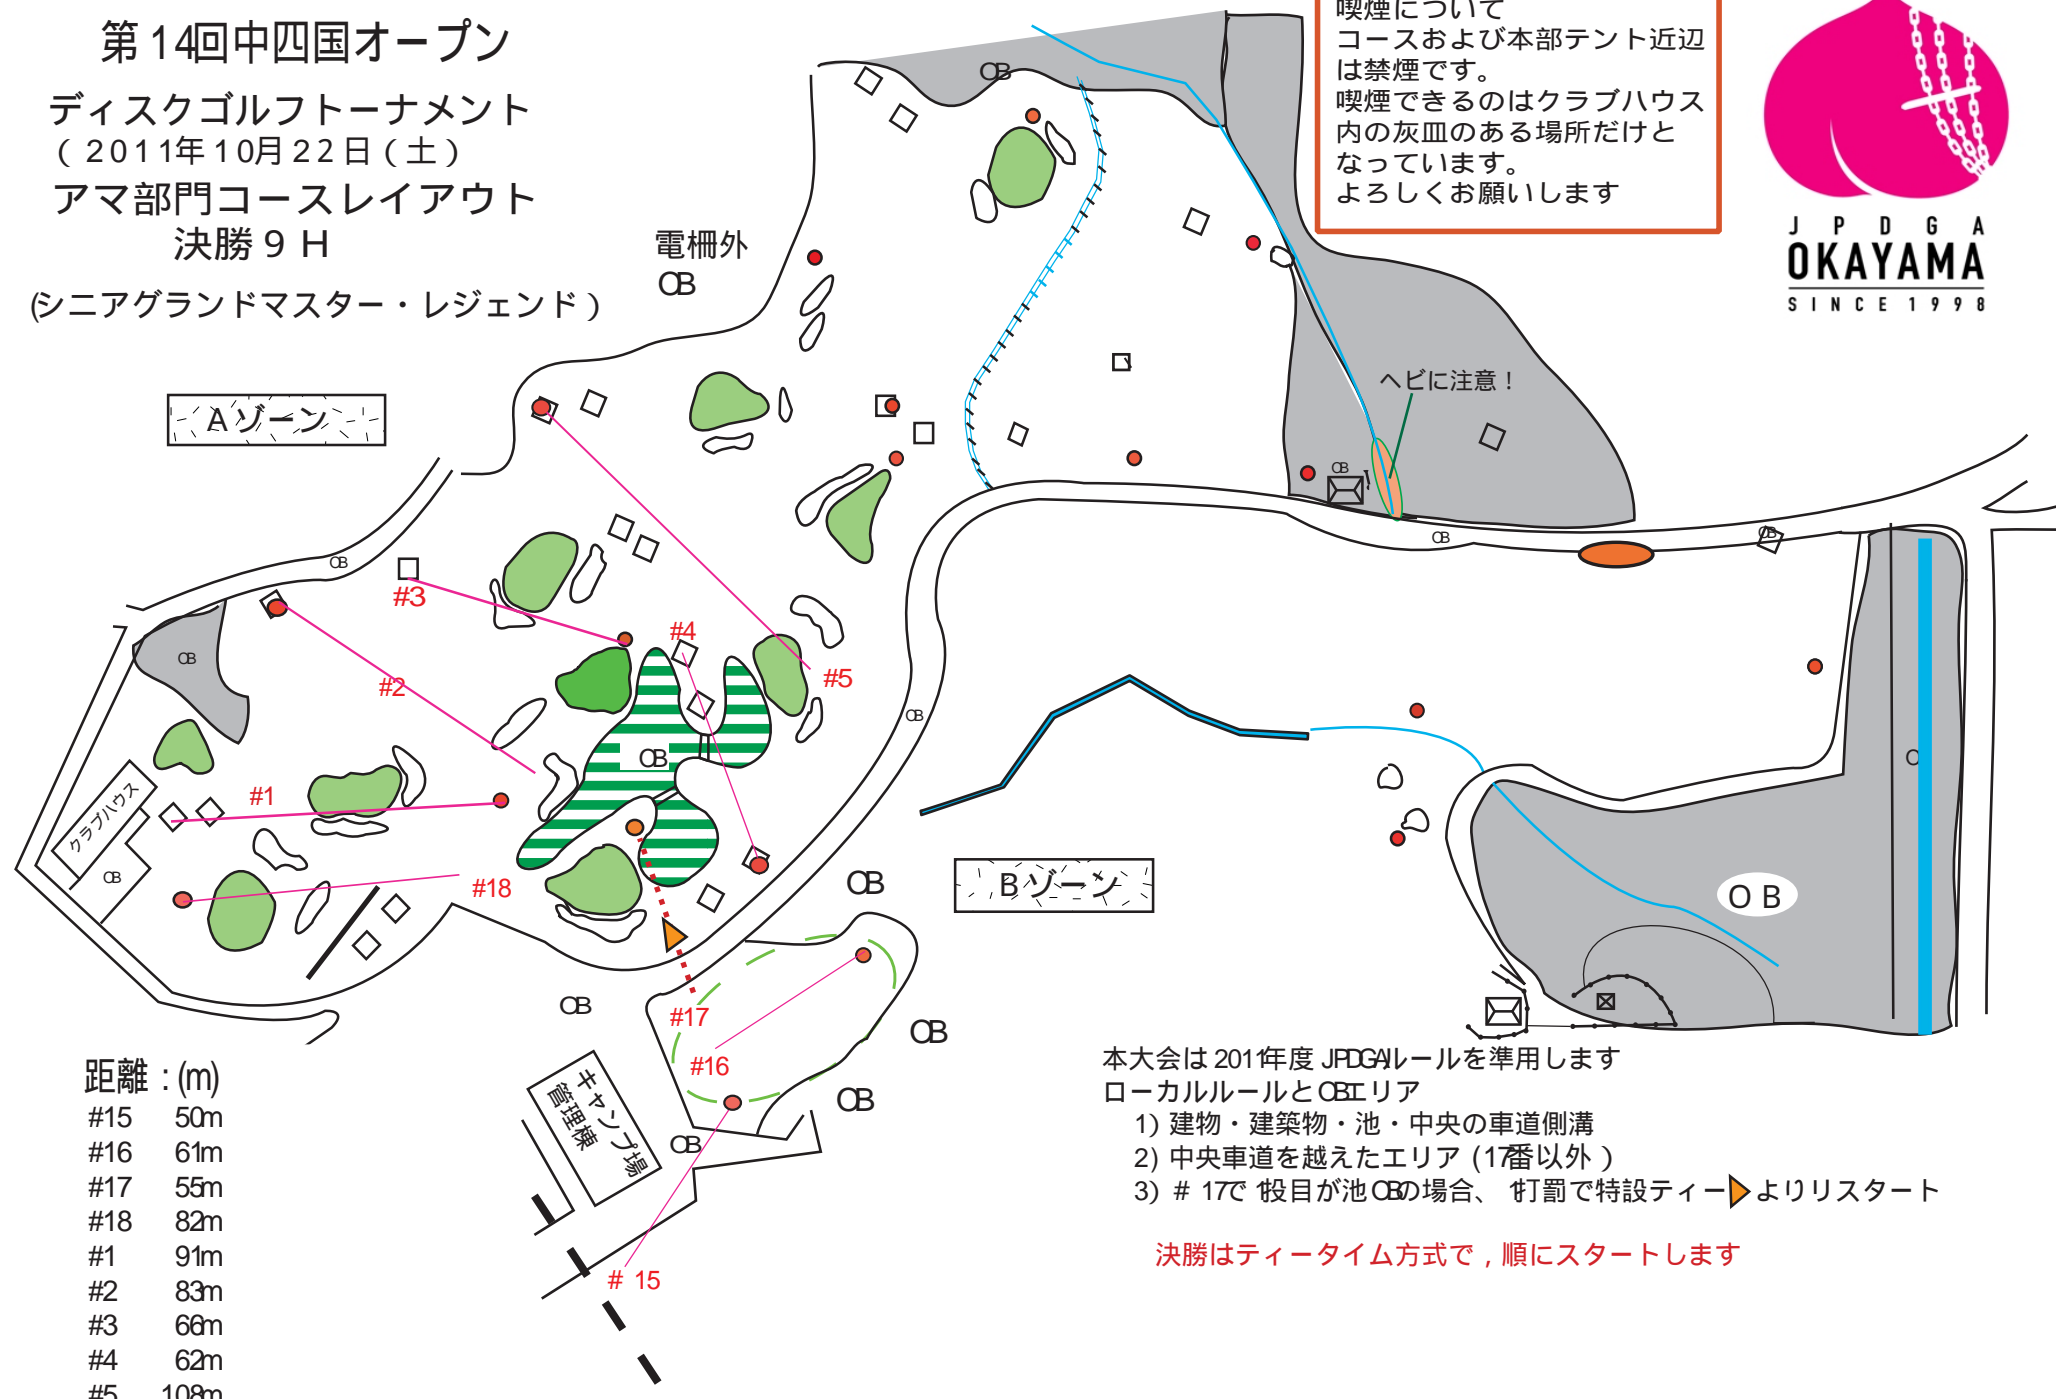 第14回中四国オープン
ディスクゴルフトーナメント
(2011年10月22日(土)
アマ部門コースレイアウト
決勝9H
(シニアグランドマスター・レジェンド)
喫煙について
コースおよび本部テント近辺
は禁煙です。
喫煙できるのはクラブハウス
内の灰皿のある場所だけと
なっています。
よろしくお願いします
JPDGA
OKAYAMA
SINCE 1998
電柵外
OB
OB
Aゾーン
ヘビに注意!
OB
OB
OB
OB
#3
#4
#5
OB
#2
OB
OB
#1
クラブハウス
OB
#18
OB
Bゾーン
OB
OB
#17
#16
OB
OB
OB
キャンプ場
管理棟
# 15
距離:(m)
#15 50m
#16 61m
#17 55m
#18 82m
#1 91m
#2 83m
#3 66m
#4 62m
#5 108m
本大会は2011年度JPDGAルールを準用します
ローカルルールとOBエリア
1) 建物・建築物・池・中央の車道側溝
2) 中央車道を越えたエリア(17番以外)
3) #17で1投目が池OBの場合、1打罰で特設ティーよりリスタート
決勝はティータイム方式で,順にスタートします